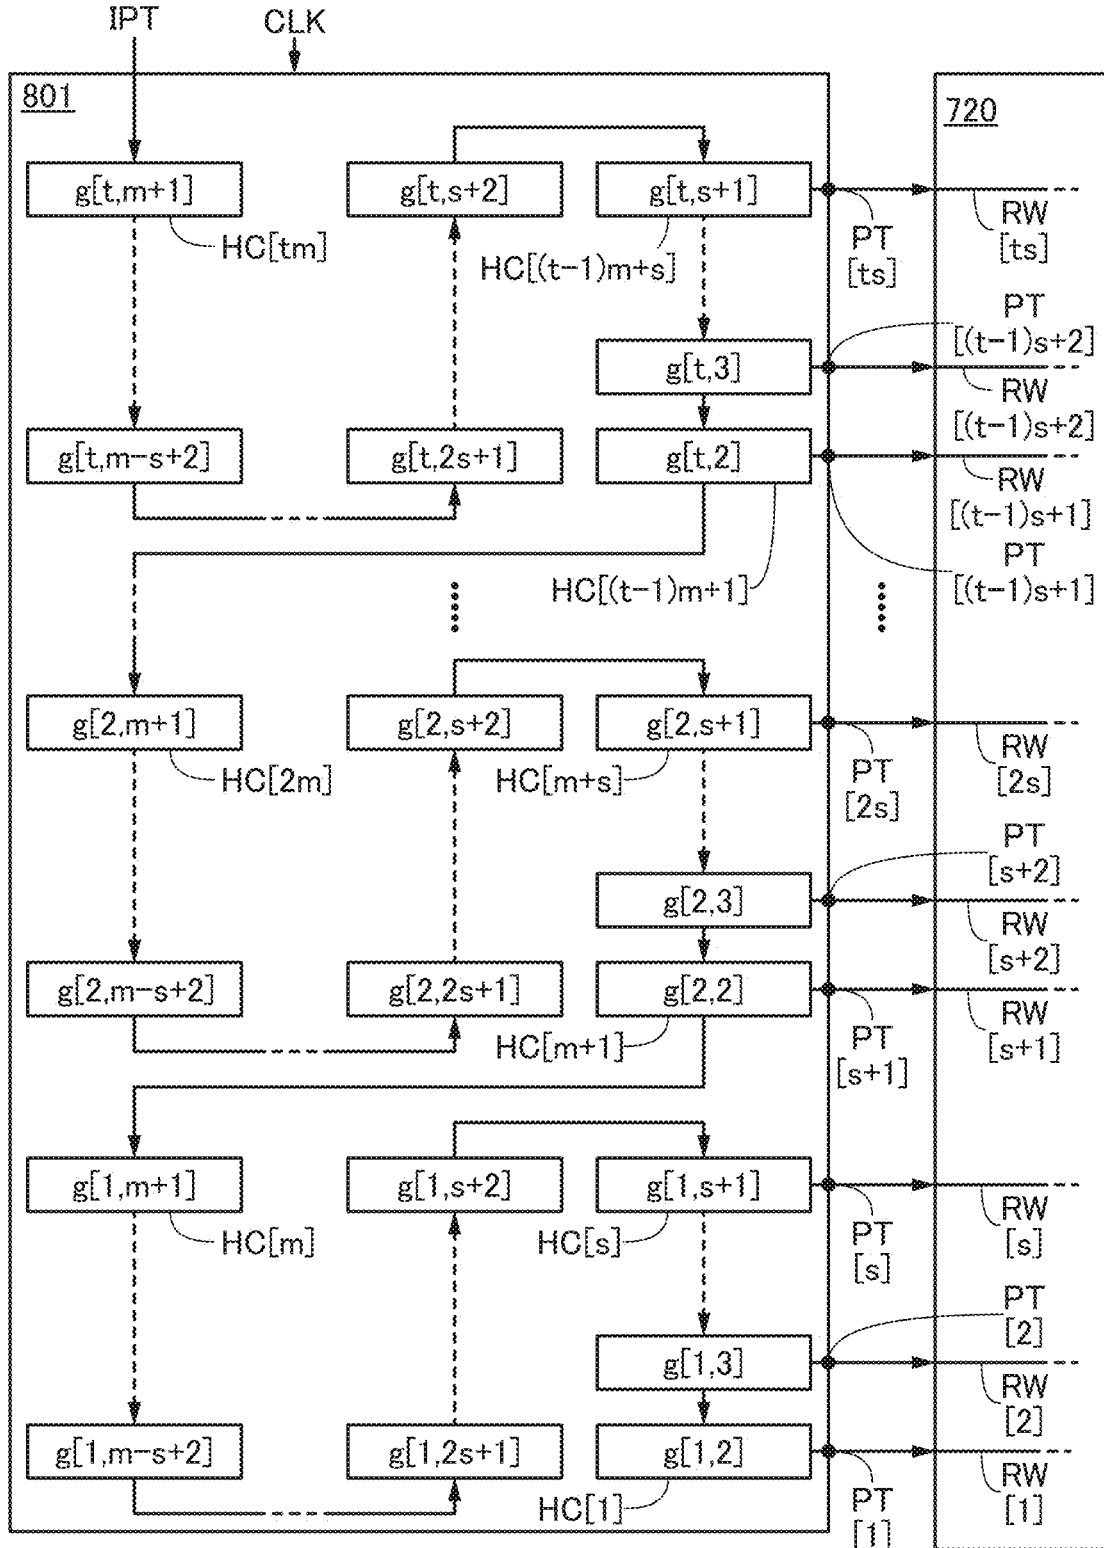 IPT
CLK
801
720
g[t,m+1]
g[t,s+2]
g[t,s+1]
HC[tm]
HC[(t−1)m+s]
PT
[ts]
RW
[ts]
PT
[(t−1)s+2]
g[t,3]
RW
[(t−1)s+2]
g[t,m−s+2]
g[t,2s+1]
g[t,2]
RW
[(t−1)s+1]
HC[(t−1)m+1]
PT
[(t−1)s+1]
g[2,m+1]
g[2,s+2]
g[2,s+1]
HC[2m]
HC[m+s]
PT
[2s]
RW
[2s]
PT
[s+2]
g[2,3]
RW
[s+2]
g[2,m−s+2]
g[2,2s+1]
g[2,2]
HC[m+1]
PT
[s+1]
RW
[s+1]
g[1,m+1]
g[1,s+2]
g[1,s+1]
HC[m]
HC[s]
PT
[s]
RW
[s]
PT
[2]
g[1,3]
RW
[2]
g[1,m−s+2]
g[1,2s+1]
g[1,2]
HC[1]
PT
[1]
RW
[1]